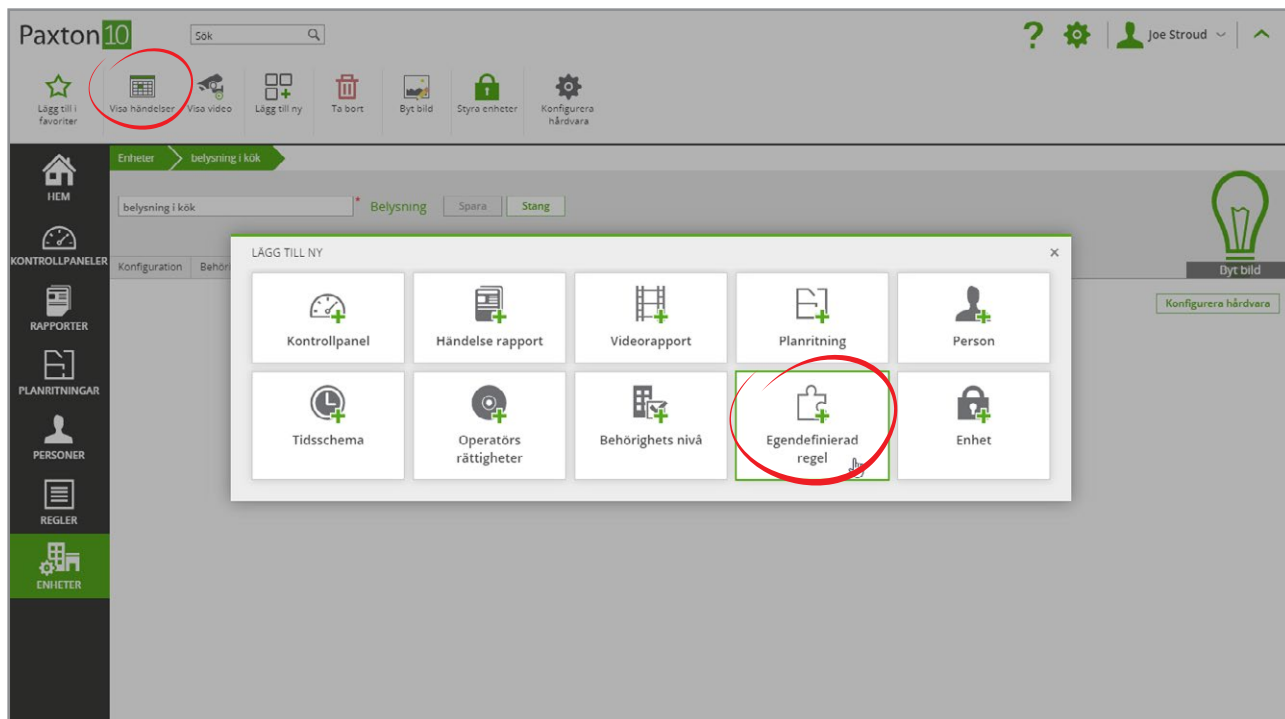 Paxton10
Sök
Joe Stroud
Lägg till i
favoriter
Visa händelser
Visa video
Lägg till ny
Ta bort
Byt bild
Styra enheter
Konfigurera
hårdvara
HEM
KONTROLLPANELER
RAPPORTER
PLANRITNINGAR
PERSONER
REGLER
ENHETER
Enheter
belysning i kök
belysning i kök
* Belysning
Spara
Stang
Byt bild
Konfiguration
Behöri
Konfigurera hårdvara
LÄGG TILL NY
Kontrollpanel
Händelse rapport
Videorapport
Planritning
Person
Tidsschema
Operatörs
rättigheter
Behörighets nivå
Egendefinierad
regel
Enhet